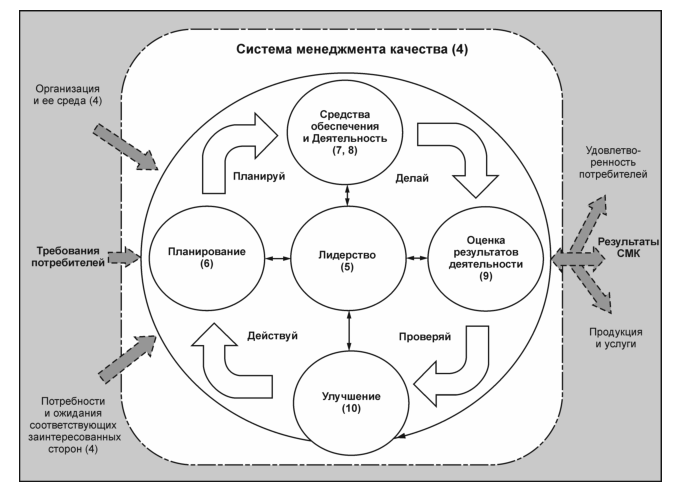 Система менеджмента качества (4)
Организация
и ее среда (4)
Средства
обеспечения
и Деятельность
(7, 8)
Планируй
Делай
Удовлетво-
ренность
потребителей
Требования
потребителей
Планирование
(6)
Лидерство
(5)
Оценка
результатов
деятельности
(9)
Результаты
СМК
Действуй
Проверяй
Продукция
и услуги
Улучшение
(10)
Потребности
и ожидания
соответствующих
заинтересованных
сторон (4)